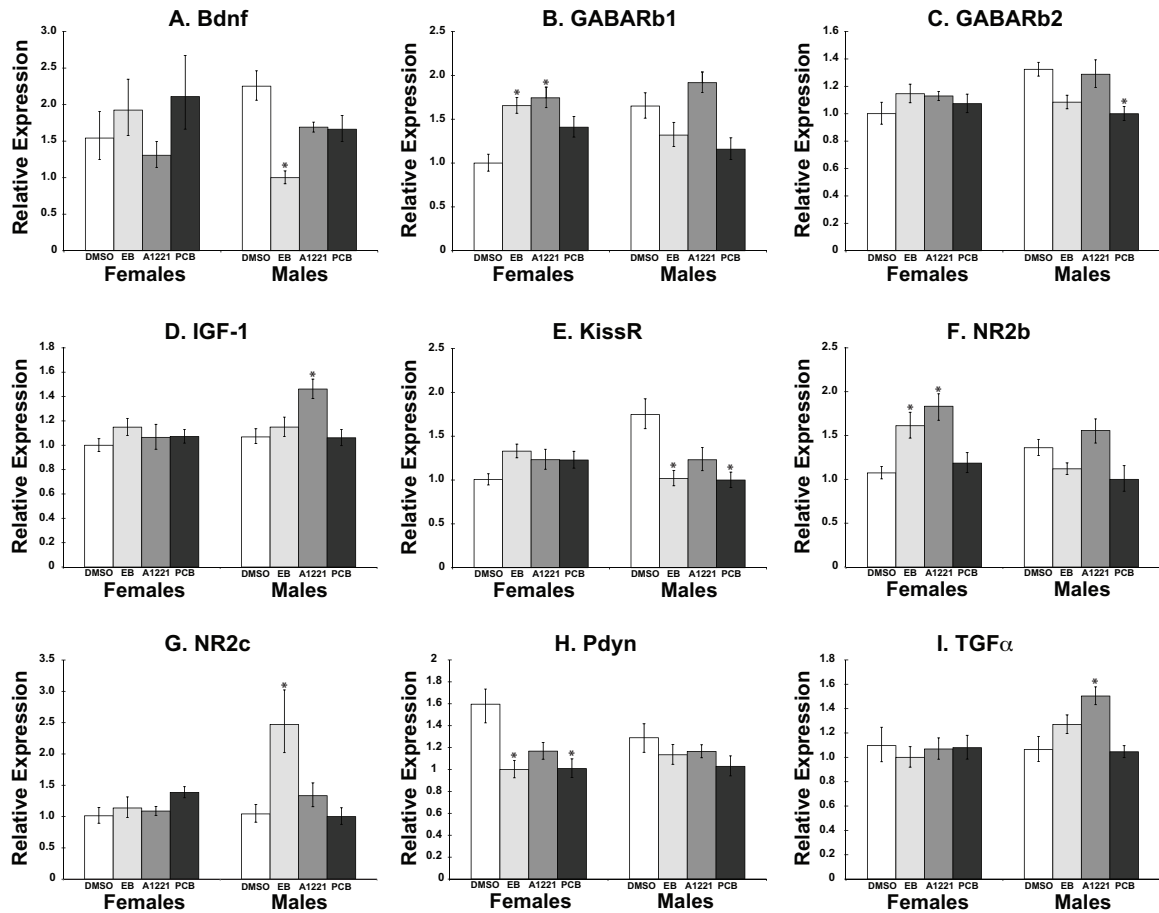 A. Bdnf
Relative Expression
3.0
2.5
2.0
1.5
1.0
0.5
0
DMSO EB A1221 PCB DMSO EB A1221 PCB
Females Males
*
B. GABARb1
Relative Expression
2.5
2.0
1.5
1.0
0.5
0
DMSO EB A1221 PCB DMSO EB A1221 PCB
Females Males
* *
C. GABARb2
Relative Expression
1.6
1.4
1.2
1.0
0.8
0.6
0.4
0.2
0
DMSO EB A1221 PCB DMSO EB A1221 PCB
Females Males
*
D. IGF-1
Relative Expression
1.8
1.6
1.4
1.2
1.0
0.8
0.6
0.4
0.2
0
DMSO EB A1221 PCB DMSO EB A1221 PCB
Females Males
*
E. KissR
Relative Expression
2.5
2.0
1.5
1.0
0.5
0
DMSO EB A1221 PCB DMSO EB A1221 PCB
Females Males
* *
F. NR2b
Relative Expression
2.5
2.0
1.5
1.0
0.5
0
DMSO EB A1221 PCB DMSO EB A1221 PCB
Females Males
* *
G. NR2c
Relative Expression
3.5
3.0
2.5
2.0
1.5
1.0
0.5
0
DMSO EB A1221 PCB DMSO EB A1221 PCB
Females Males
*
H. Pdyn
Relative Expression
2
1.8
1.6
1.4
1.2
1
0.8
0.6
0.4
0.2
0
DMSO EB A1221 PCB DMSO EB A1221 PCB
Females Males
* *
I. TGFα
Relative Expression
1.8
1.6
1.4
1.2
1.0
0.8
0.6
0.4
0.2
0
DMSO EB A1221 PCB DMSO EB A1221 PCB
Females Males
*